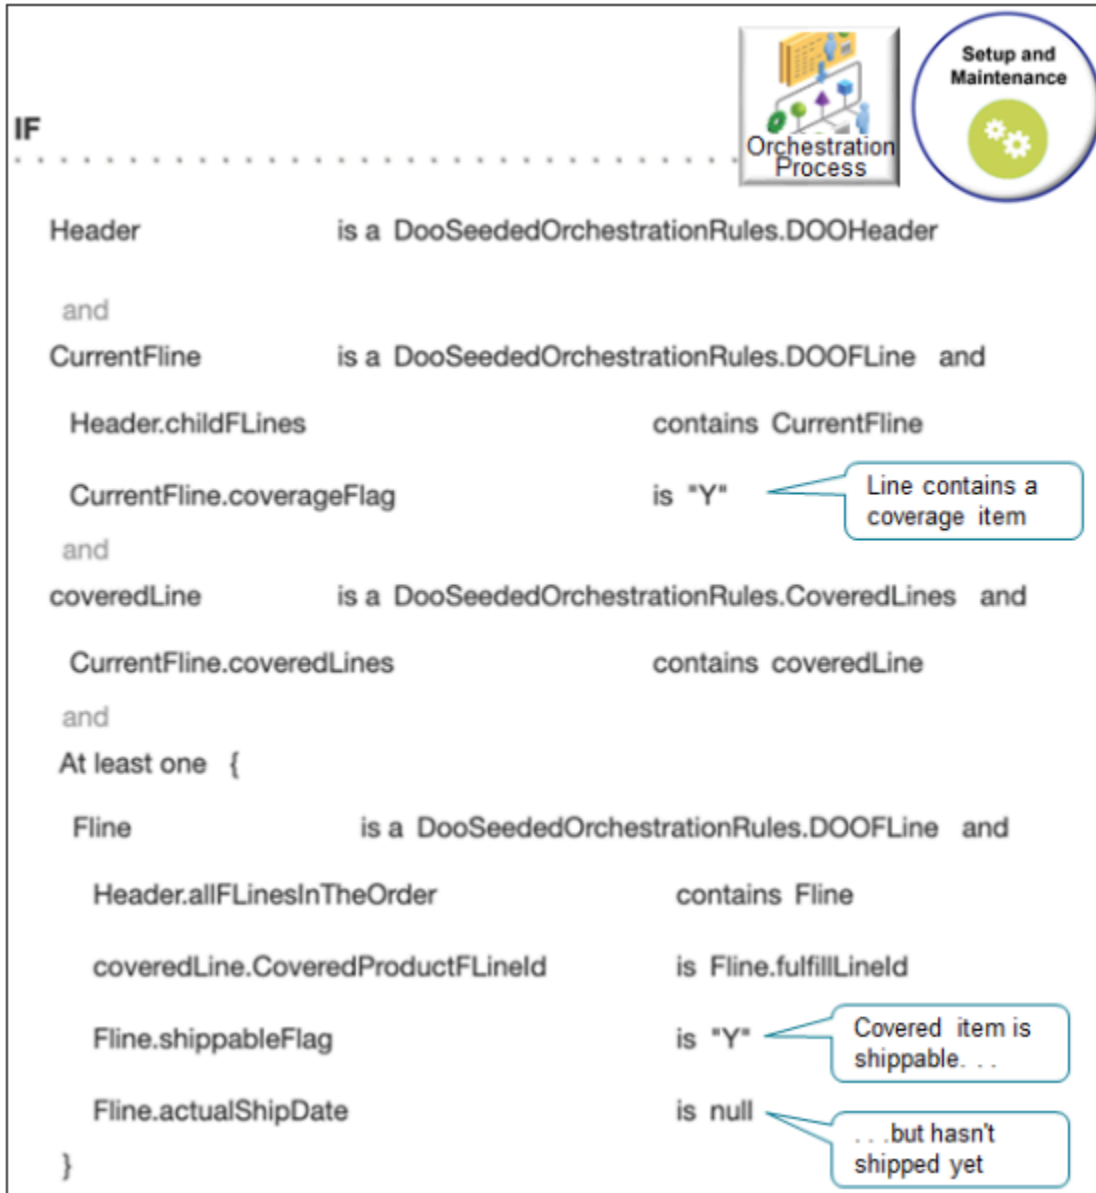 Setup and
Maintenance
IF
Orchestration
Process
Header is a DooSeededOrchestrationRules.DOOHeader
and
CurrentFline is a DooSeededOrchestrationRules.DOOFLine and
Header.childFLines contains CurrentFline
CurrentFline.coverageFlag is "Y"
Line contains a
coverage item
and
coveredLine is a DooSeededOrchestrationRules.CoveredLines and
CurrentFline.coveredLines contains coveredLine
and
At least one {
Fline is a DooSeededOrchestrationRules.DOOFLine and
Header.allFLinesInTheOrder contains Fline
coveredLine.CoveredProductFLineId is Fline.fulfillLineId
Fline.shippableFlag is "Y"
Covered item is
shippable. . .
Fline.actualShipDate is null
. . .but hasn't
shipped yet
}